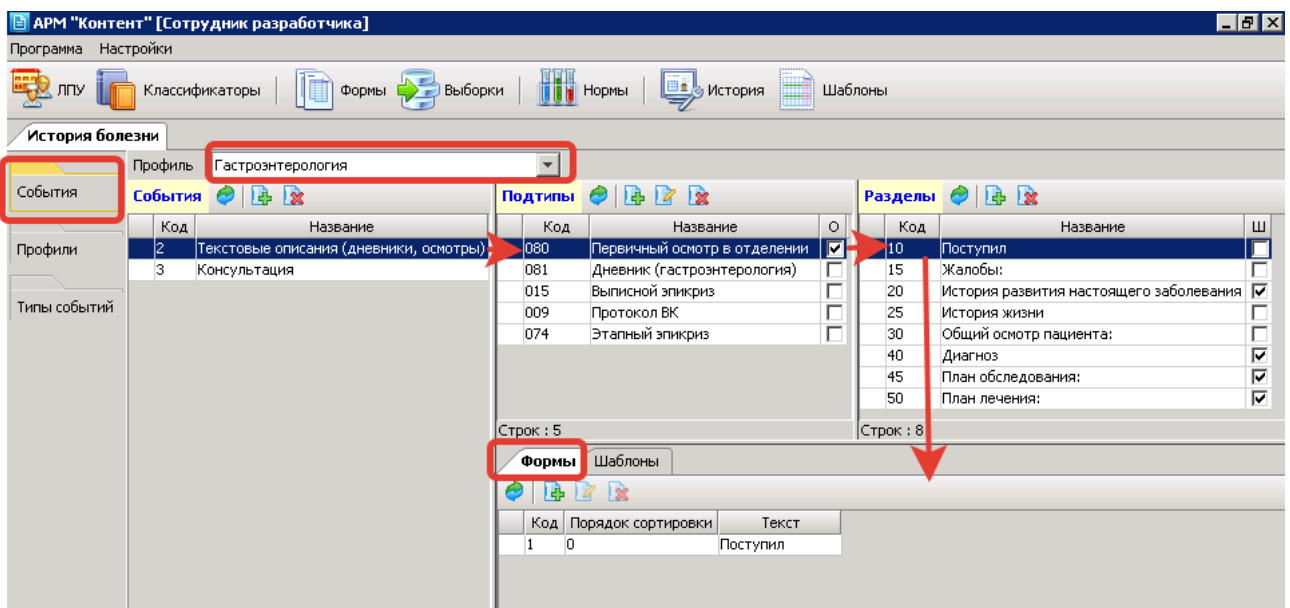 АРМ "Контент" [Сотрудник разработчика]
Программа Настройки
ЛПУ Классификаторы Формы Выборки Нормы История Шаблоны
История болезни
Профиль Гастроэнтерология
События
Профили
Типы событий
События
Код Название
2 Текстовые описания (дневники, осмотры)
3 Консультация
Подтипы
Код Название О
080 Первичный осмотр в отделении
081 Дневник (гастроэнтерология)
015 Выписной эпикриз
009 Протокол ВК
074 Этапный эпикриз
Строк : 5
Разделы
Код Название Ш
10 Поступил
15 Жалобы:
20 История развития настоящего заболевания
25 История жизни
30 Общий осмотр пациента:
40 Диагноз
45 План обследования:
50 План лечения:
Строк : 8
Формы Шаблоны
Код Порядок сортировки Текст
1 0 Поступил